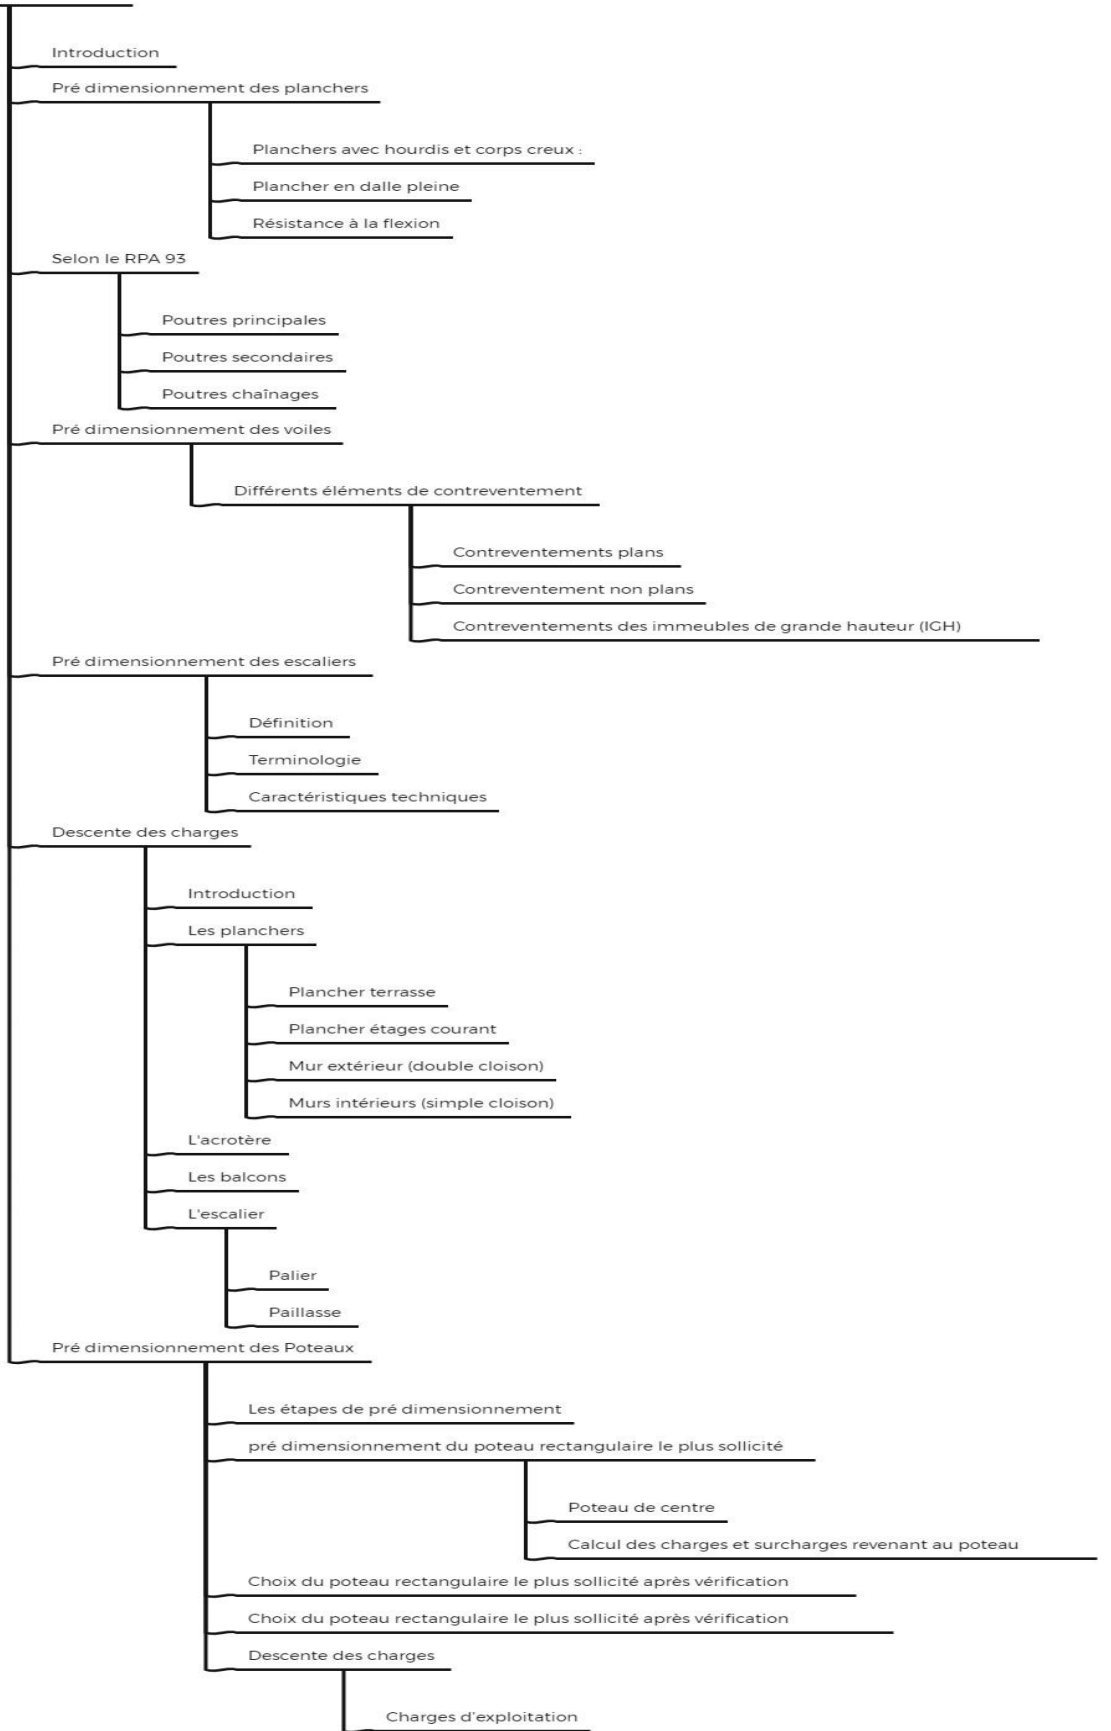 Introduction
Pré dimensionnement des planchers
Planchers avec hourdis et corps creux :
Plancher en dalle pleine
Résistance à la flexion
Selon le RPA 93
Poutres principales
Poutres secondaires
Poutres chaînages
Pré dimensionnement des voiles
Différents éléments de contreventement
Contreventements plans
Contreventement non plans
Contreventements des immeubles de grande hauteur (IGH)
Pré dimensionnement des escaliers
Définition
Terminologie
Caractéristiques techniques
Descente des charges
Introduction
Les planchers
Plancher terrasse
Plancher étages courant
Mur extérieur (double cloison)
Murs intérieurs (simple cloison)
L'acrotère
Les balcons
L'escalier
Palier
Paillasse
Pré dimensionnement des Poteaux
Les étapes de pré dimensionnement
pré dimensionnement du poteau rectangulaire le plus sollicité
Poteau de centre
Calcul des charges et surcharges revenant au poteau
Choix du poteau rectangulaire le plus sollicité après vérification
Choix du poteau rectangulaire le plus sollicité après vérification
Descente des charges
Charges d'exploitation